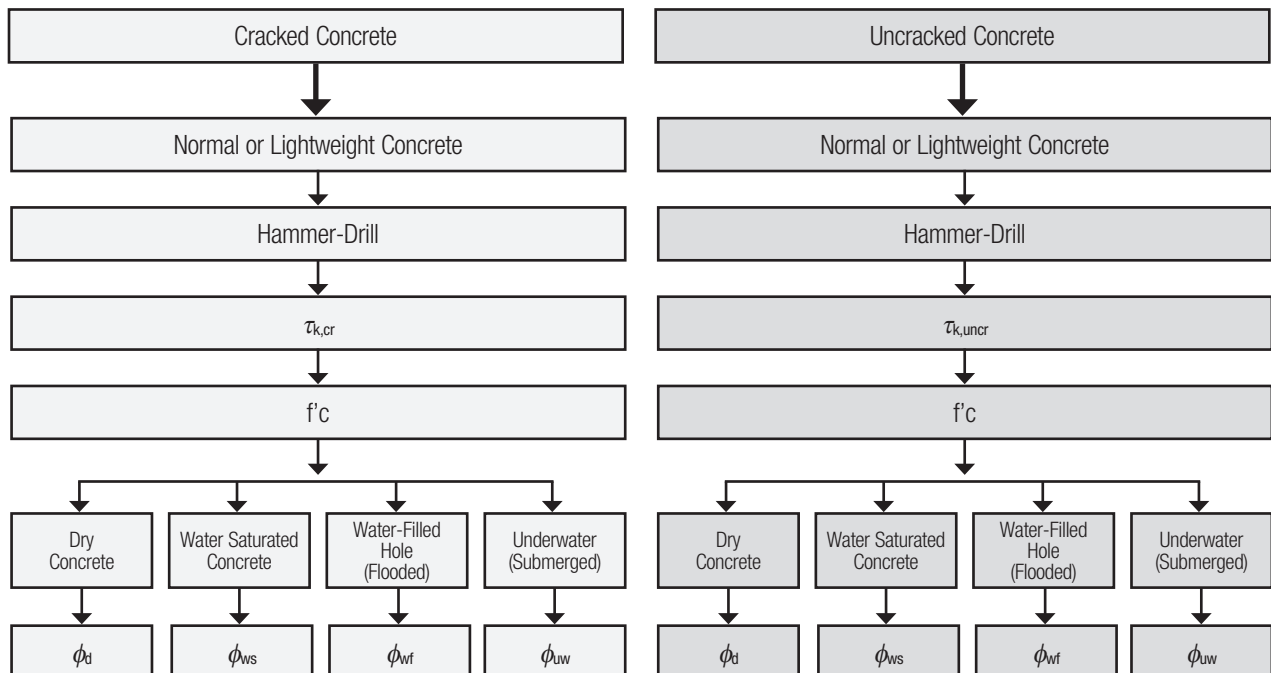 Cracked Concrete
Normal or Lightweight Concrete
Hammer-Drill
τk,cr
f'c
Dry
Concrete
Water Saturated
Concrete
Water-Filled
Hole
(Flooded)
Underwater
(Submerged)
ϕd
ϕws
ϕwf
ϕuw
Uncracked Concrete
Normal or Lightweight Concrete
Hammer-Drill
τk,uncr
f'c
Dry
Concrete
Water Saturated
Concrete
Water-Filled
Hole
(Flooded)
Underwater
(Submerged)
ϕd
ϕws
ϕwf
ϕuw